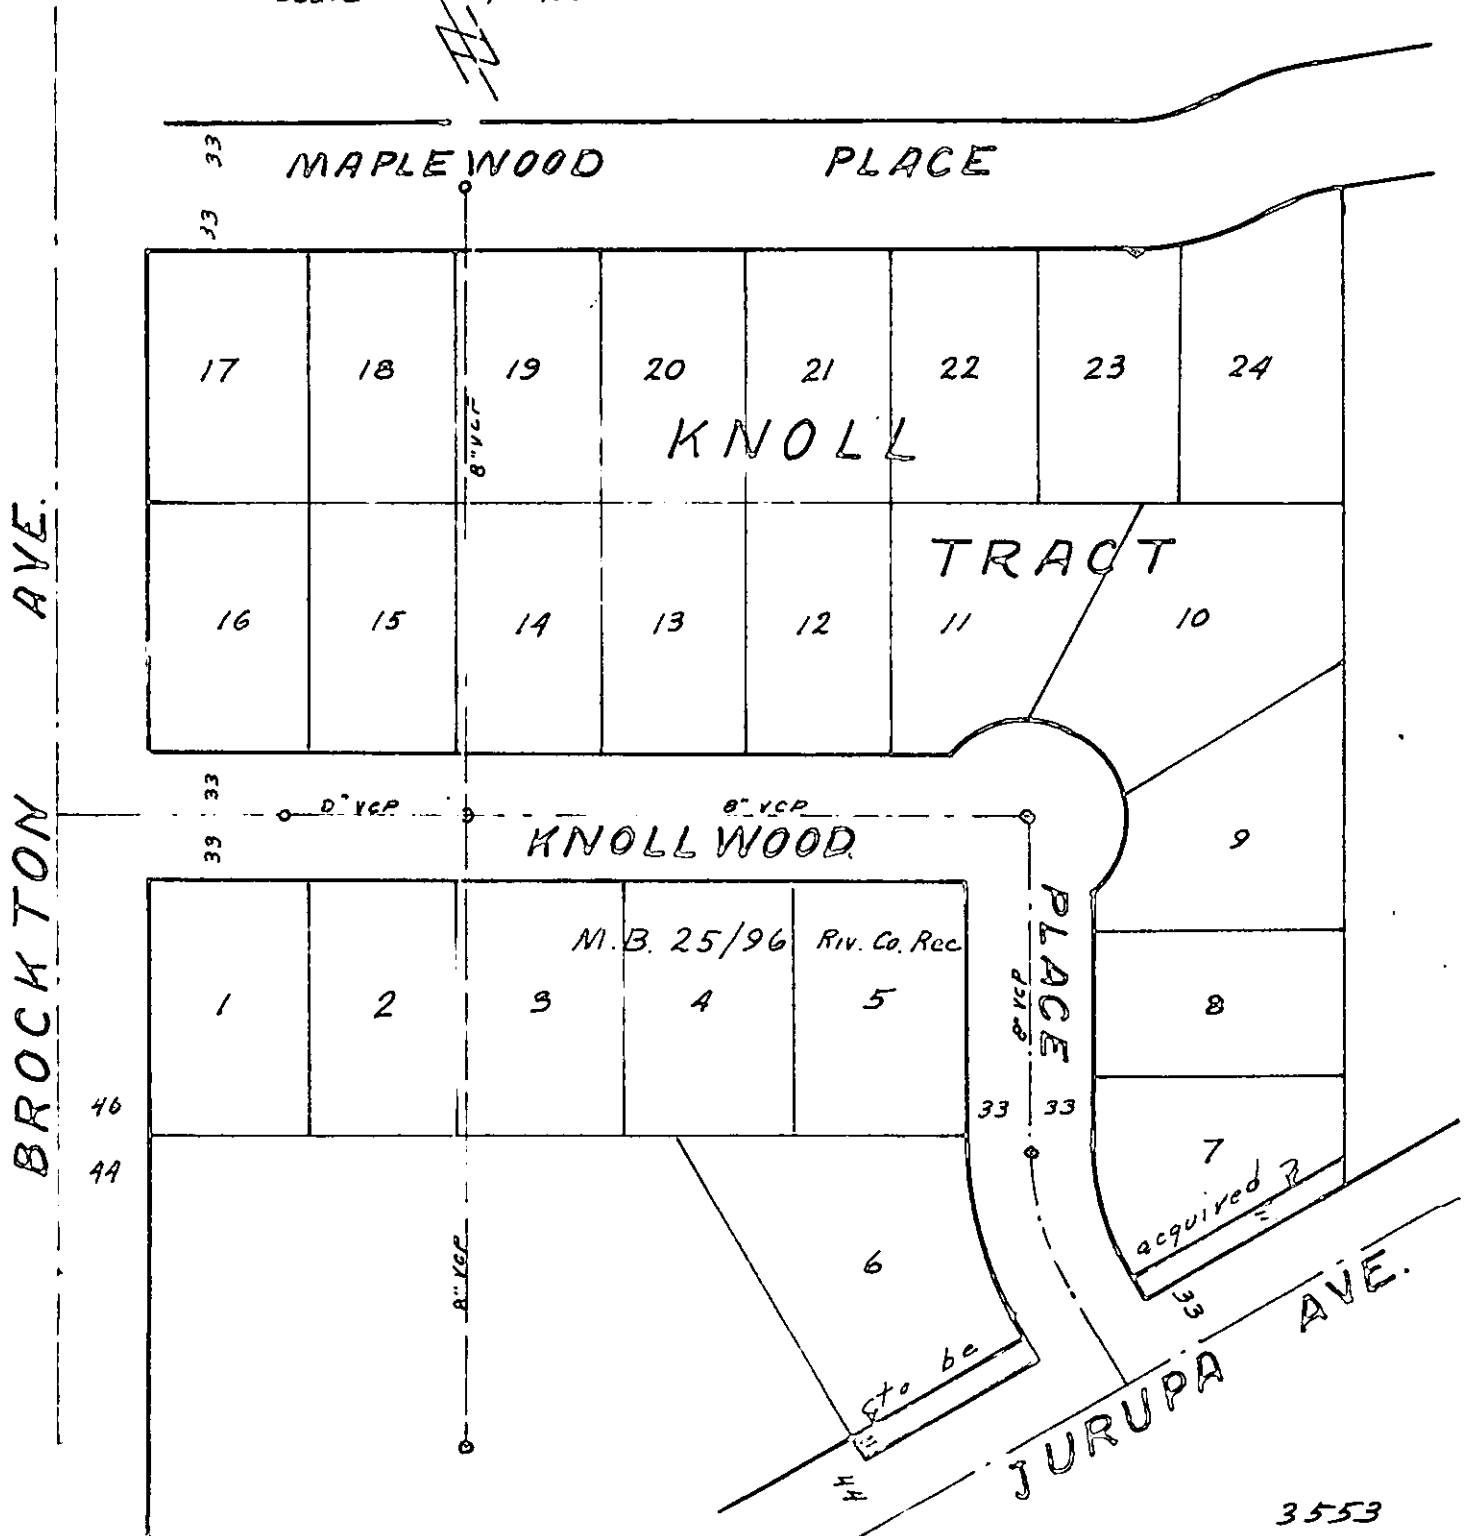 33
MAPLEWOOD PLACE
33
17 18 19 20 21 22 23 24
8" VCP
KNOLL
TRACT
16 15 14 13 12 11 10
BROCKTON AVE.
33
8" VCP
33
KNOLLWOOD
PLACE
9
M.B. 25/96 Riv. Co. Rec
1 2 3 4 5
8" VCP
8
46
44
33 33
7
acquired
8" VCP
6
to be
33
JURUPA AVE.
44
3553